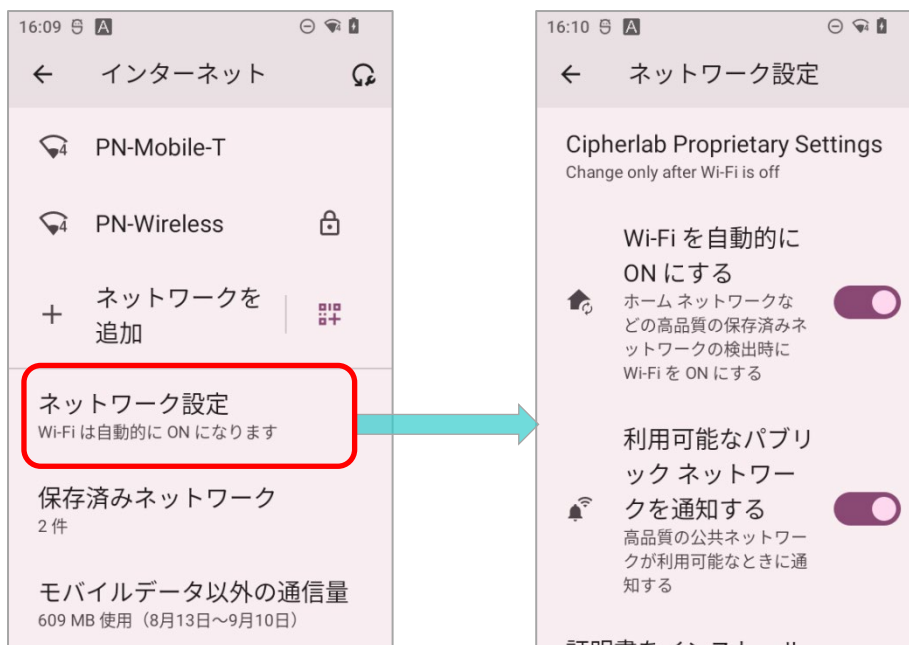 16:09
A
インターネット
4 PN-Mobile-T
4 PN-Wireless
ネットワークを
追加
ネットワーク設定
Wi-Fi は自動的に ON になります
保存済みネットワーク
2 件
モバイルデータ以外の通信量
609 MB 使用（8月13日～9月10日）
16:10
A
ネットワーク設定
Cipherlab Proprietary Settings
Change only after Wi-Fi is off
Wi-Fi を自動的に
ON にする
ホーム ネットワークな
どの高品質の保存済みネ
ットワークの検出時に
Wi-Fi を ON にする
利用可能なパブリ
ック ネットワー
クを通知する
高品質の公共ネットワー
クが利用可能なときに通
知する